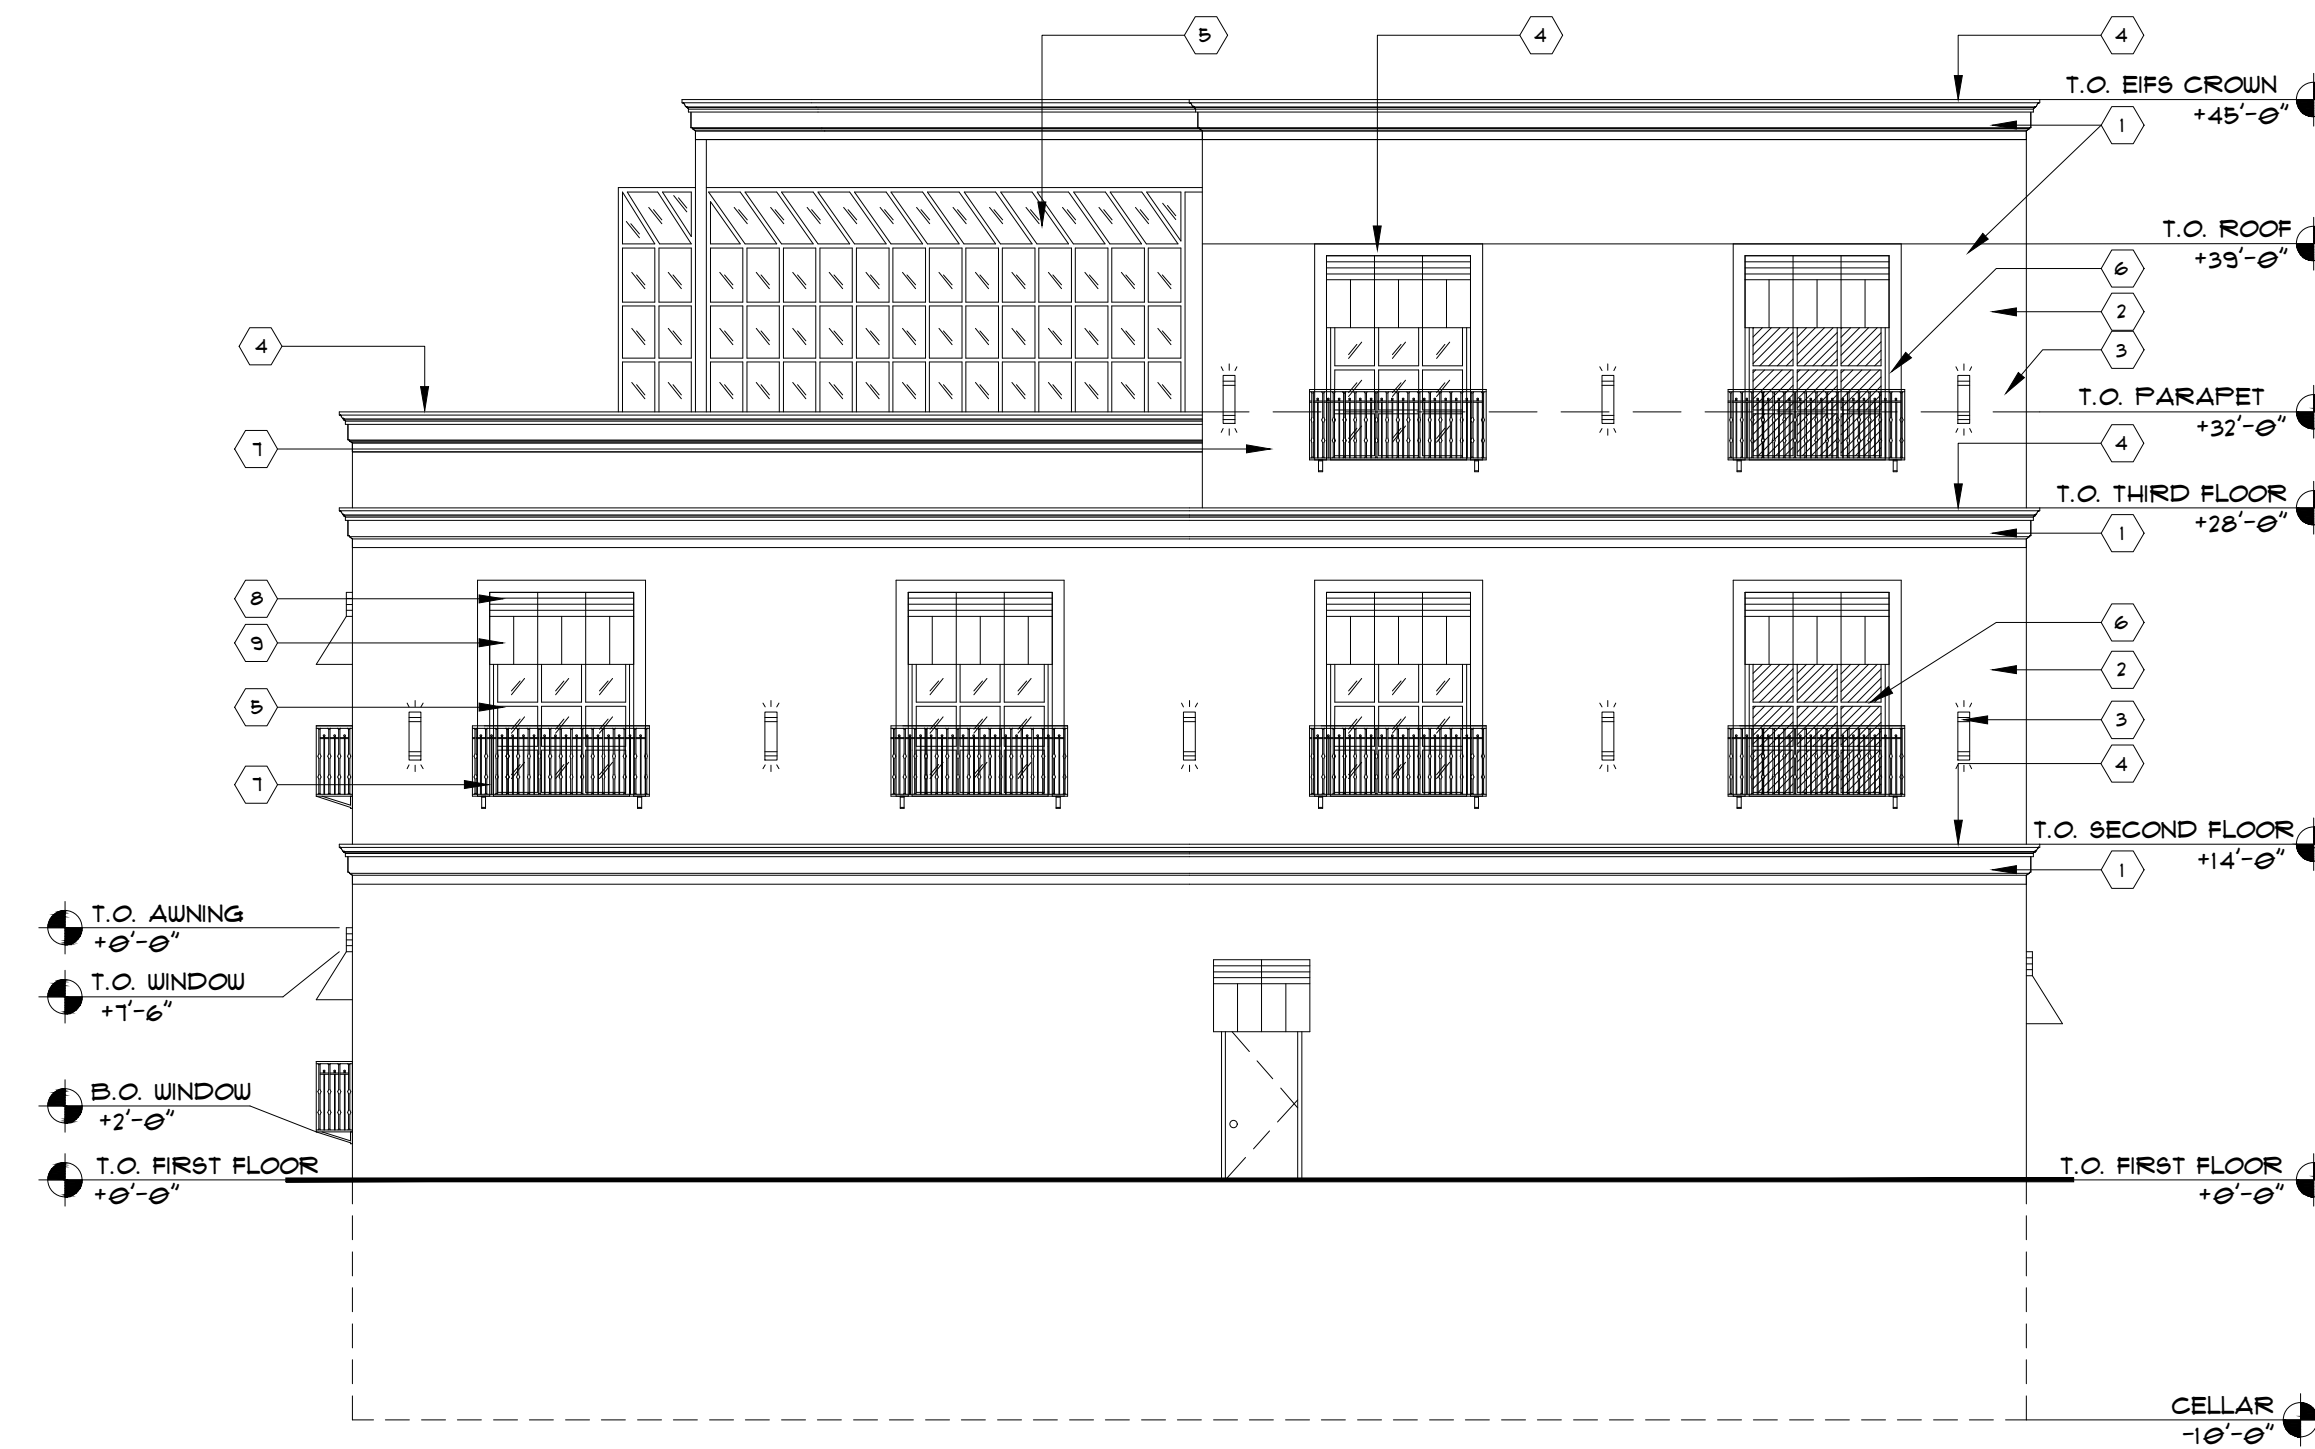 5
4
4
T.O. EIFS CROWN
+45'-0"
1
T.O. ROOF
+39'-0"
6
2
3
4
T.O. PARAPET
+32'-0"
7
4
T.O. THIRD FLOOR
+28'-0"
1
8
9
6
2
5
3
7
4
T.O. SECOND FLOOR
+14'-0"
1
T.O. AWNING
+0'-0"
T.O. WINDOW
+7'-6"
B.O. WINDOW
+2'-0"
T.O. FIRST FLOOR
+0'-0"
T.O. FIRST FLOOR
+0'-0"
CELLAR
-10'-0"